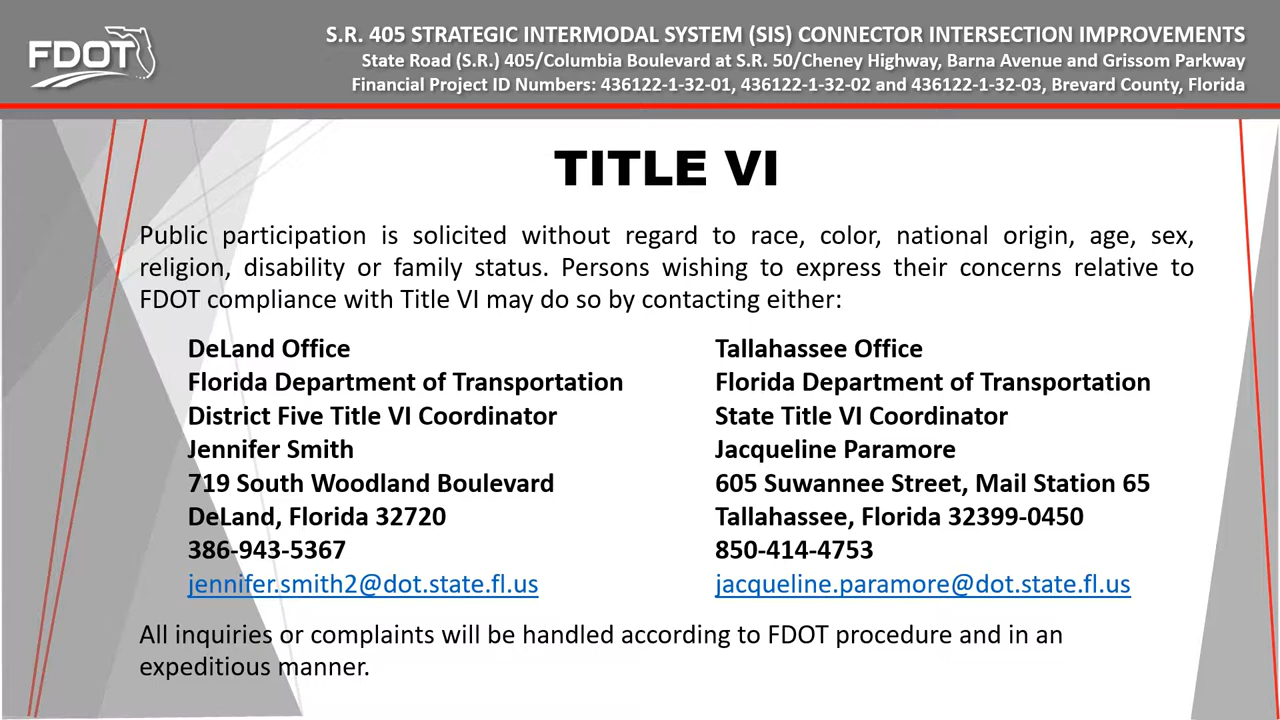 FDOT
S.R. 405 STRATEGIC INTERMODAL SYSTEM (SIS) CONNECTOR INTERSECTION IMPROVEMENTS
State Road (S.R.) 405/Columbia Boulevard at S.R. 50/Cheney Highway, Barna Avenue and Grissom Parkway
Financial Project ID Numbers: 436122-1-32-01, 436122-1-32-02 and 436122-1-32-03, Brevard County, Florida
TITLE VI
Public participation is solicited without regard to race, color, national origin, age, sex,
religion, disability or family status. Persons wishing to express their concerns relative to
FDOT compliance with Title VI may do so by contacting either:
DeLand Office
Florida Department of Transportation
District Five Title VI Coordinator
Jennifer Smith
719 South Woodland Boulevard
DeLand, Florida 32720
386-943-5367
jennifer.smith2@dot.state.fl.us
Tallahassee Office
Florida Department of Transportation
State Title VI Coordinator
Jacqueline Paramore
605 Suwannee Street, Mail Station 65
Tallahassee, Florida 32399-0450
850-414-4753
jacqueline.paramore@dot.state.fl.us
All inquiries or complaints will be handled according to FDOT procedure and in an
expeditious manner.